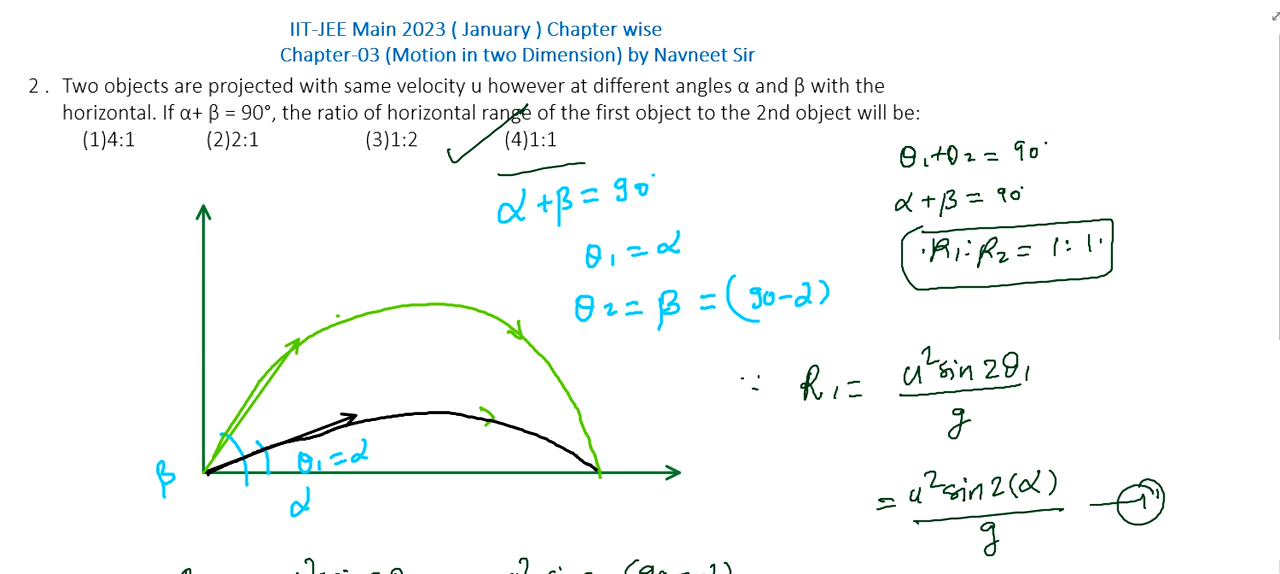 IIT-JEE Main 2023 ( January ) Chapter wise
Chapter-03 (Motion in two Dimension) by Navneet Sir
2 . Two objects are projected with same velocity u however at different angles α and β with the
horizontal. If α+ β = 90°, the ratio of horizontal range of the first object to the 2nd object will be:
(1)4:1 (2)2:1 (3)1:2 (4)1:1
θ₁+θ₂ = 90°
α + β = 90°
R₁:R₂ = 1:1
α + β = 90°
θ₁ = α
θ₂ = β = (90-α)
∵ R₁ = u² sin 2θ₁ / g
= u² sin 2(α) / g
θ₁ = α
β
α